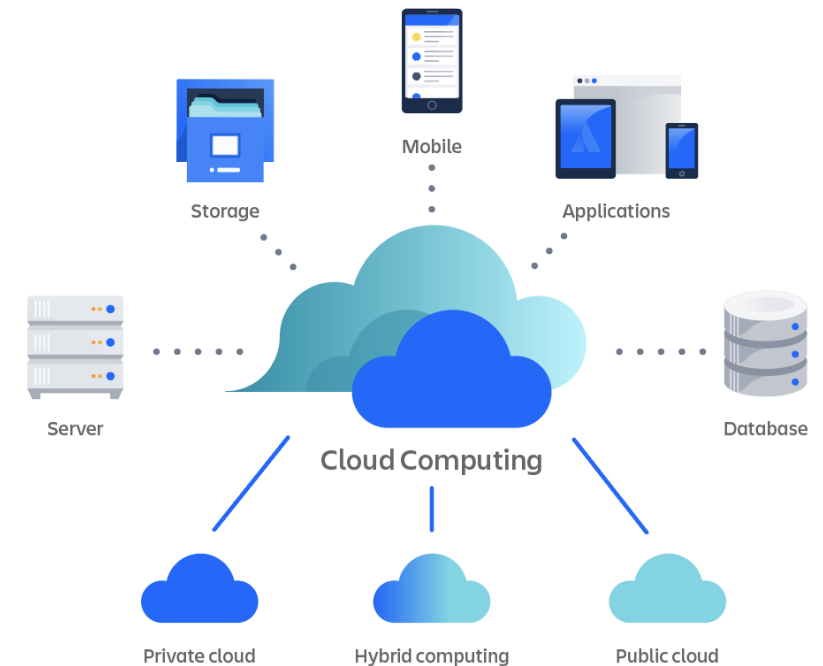 Mobile
Storage
Applications
Server
Database
Cloud Computing
Private cloud
Hybrid computing
Public cloud